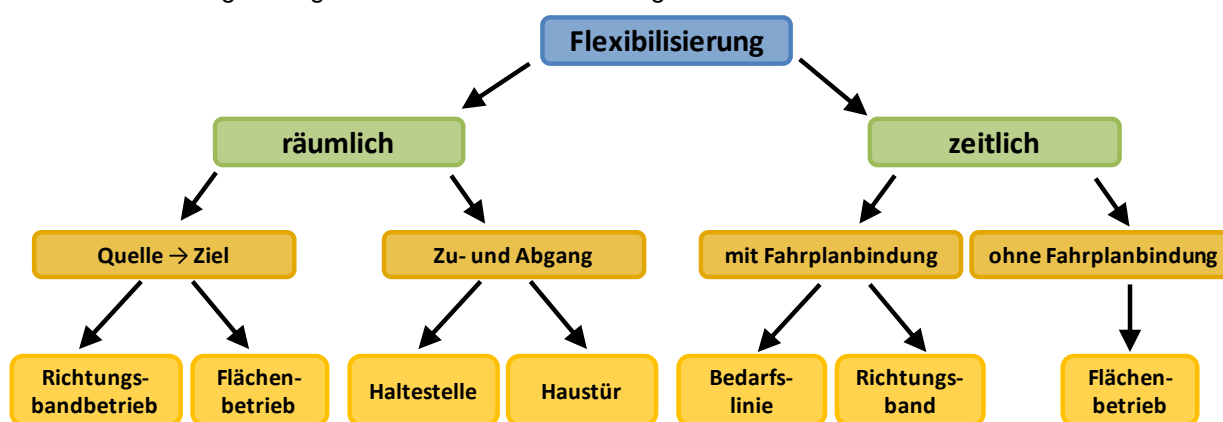 Flexibilisierung
räumlich
zeitlich
Quelle → Ziel
Zu- und Abgang
mit Fahrplanbindung
ohne Fahrplanbindung
Richtungs-
bandbetrieb
Flächen-
betrieb
Haltestelle
Haustür
Bedarfs-
linie
Richtungs-
band
Flächen-
betrieb